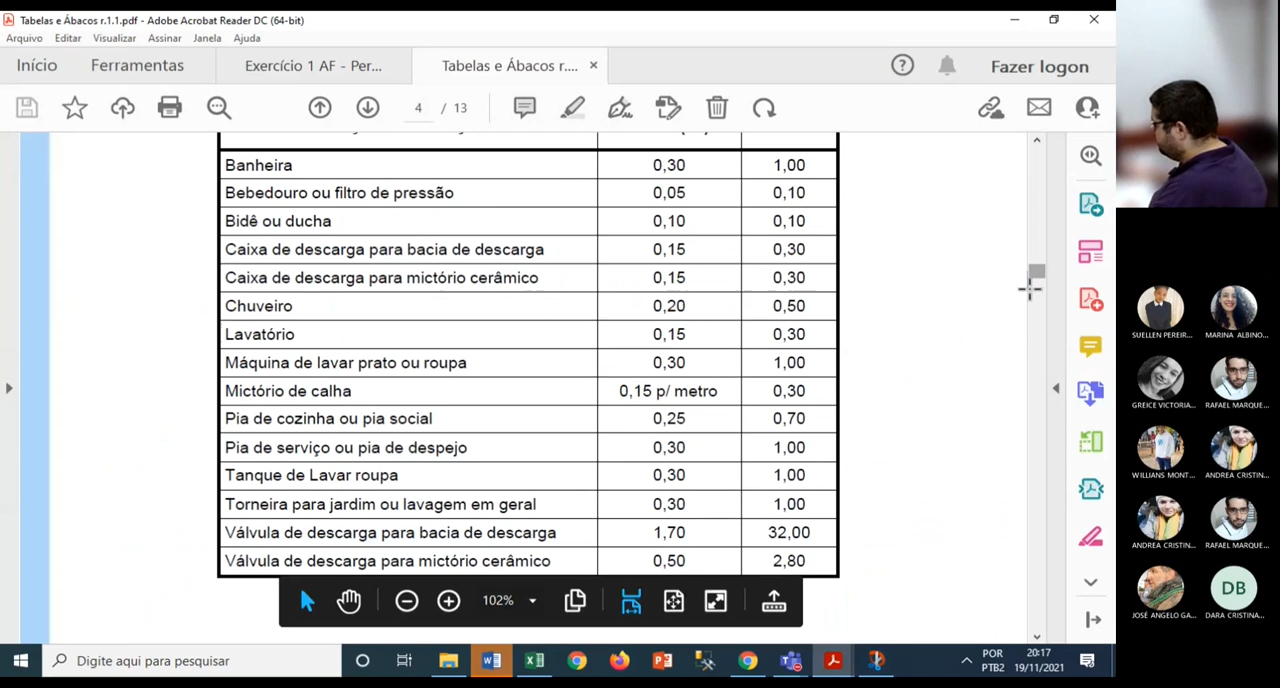 Tabelas e Ábacos r.1.1.pdf - Adobe Acrobat Reader DC (64-bit)
Arquivo Editar Visualizar Assinar Janela Ajuda
Início Ferramentas Exercício 1 AF - Per... Tabelas e Ábacos r.... × Fazer logon
4 / 13
Banheira 0,30 1,00
Bebedouro ou filtro de pressão 0,05 0,10
Bidê ou ducha 0,10 0,10
Caixa de descarga para bacia de descarga 0,15 0,30
Caixa de descarga para mictório cerâmico 0,15 0,30
Chuveiro 0,20 0,50
Lavatório 0,15 0,30
Máquina de lavar prato ou roupa 0,30 1,00
Mictório de calha 0,15 p/ metro 0,30
Pia de cozinha ou pia social 0,25 0,70
Pia de serviço ou pia de despejo 0,30 1,00
Tanque de Lavar roupa 0,30 1,00
Torneira para jardim ou lavagem em geral 0,30 1,00
Válvula de descarga para bacia de descarga 1,70 32,00
Válvula de descarga para mictório cerâmico 0,50 2,80
102%
Digite aqui para pesquisar
POR
PTB2
20:17
19/11/2021
SUELLEN PEREIR... MARINA ALBINO...
GREICE VICTORIA... RAFAEL MARQUE...
WILLIANS MONT... ANDREA CRISTIN...
ANDREA CRISTIN... RAFAEL MARQUE...
DB
JOSÉ ANGELO GA... DARA CRISTINA...